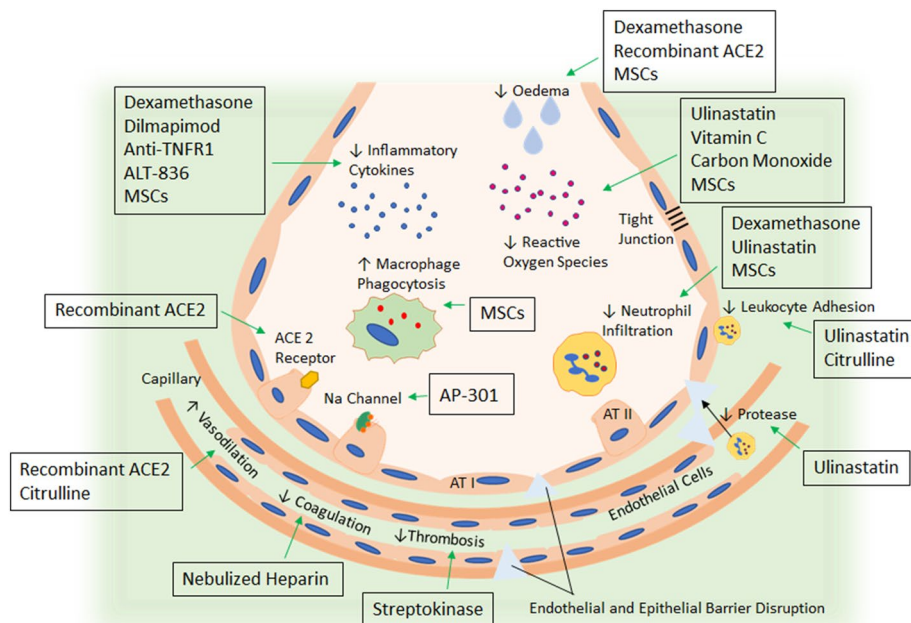 Dexamethasone
Recombinant ACE2
MSCs
↓ Oedema
Dexamethasone
Dilmapimod
Anti-TNFR1
ALT-836
MSCs
↓ Inflammatory
Cytokines
Ulinastatin
Vitamin C
Carbon Monoxide
MSCs
↓ Reactive
Oxygen Species
Tight
Junction
Dexamethasone
Ulinastatin
MSCs
↑ Macrophage
Phagocytosis
MSCs
↓ Neutrophil
Infiltration
↓ Leukocyte Adhesion
Ulinastatin
Citrulline
Recombinant ACE2
ACE 2
Receptor
Capillary
Na Channel
AP-301
AT II
↓ Protease
Ulinastatin
↑ Vasodilation
Recombinant ACE2
Citrulline
AT I
Endothelial Cells
↓ Coagulation
↓Thrombosis
Nebulized Heparin
Streptokinase
Endothelial and Epithelial Barrier Disruption